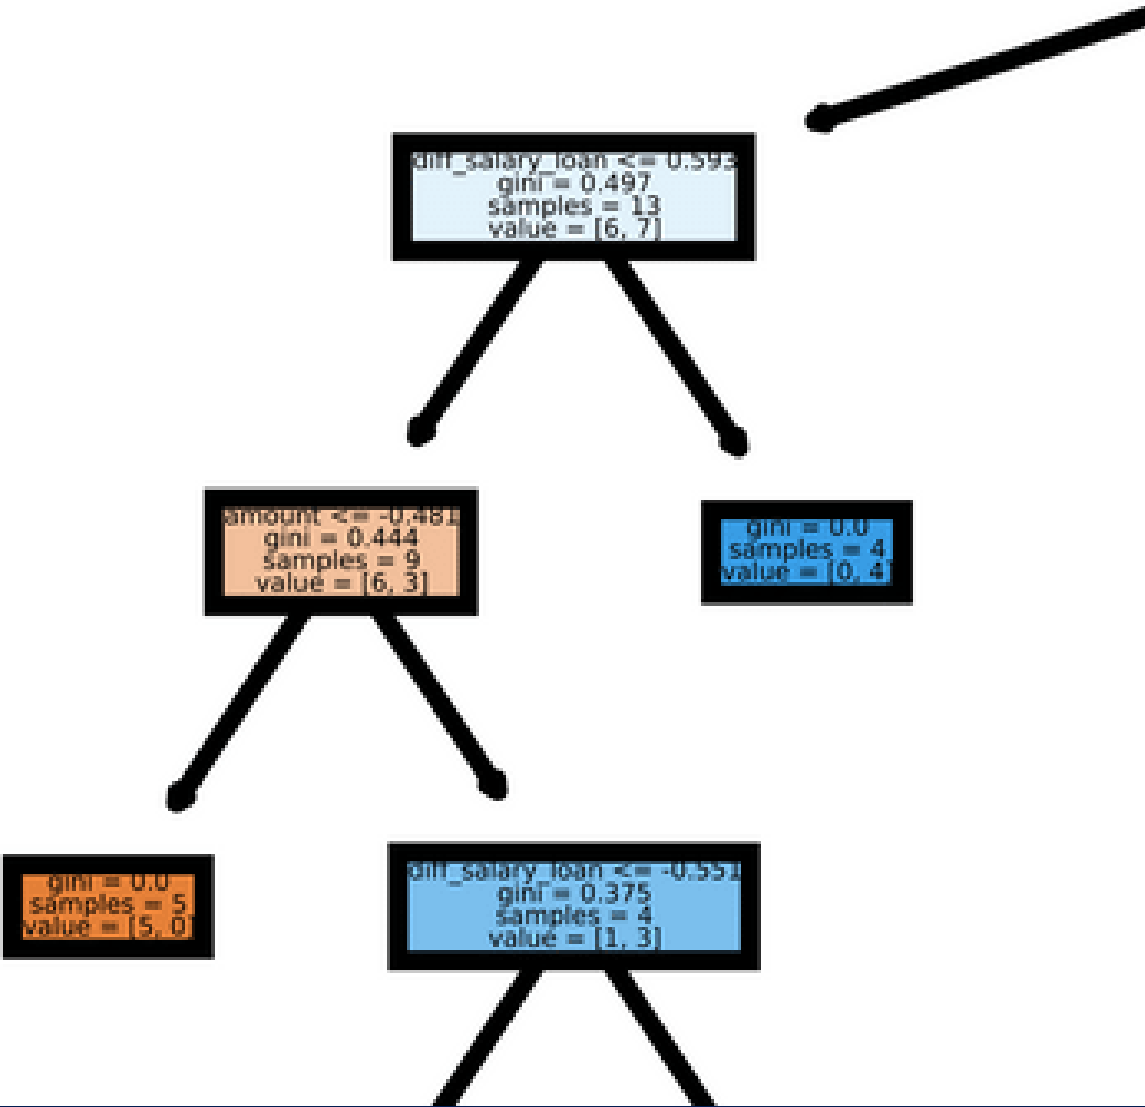 diff_salary_loan <= 0.593
gini = 0.497
samples = 13
value = [6, 7]
amount <= -0.481
gini = 0.444
samples = 9
value = [6, 3]
gini = 0.0
samples = 4
value = [0, 4]
gini = 0.0
samples = 5
value = [5, 0]
diff_salary_loan <= -0.551
gini = 0.375
samples = 4
value = [1, 3]